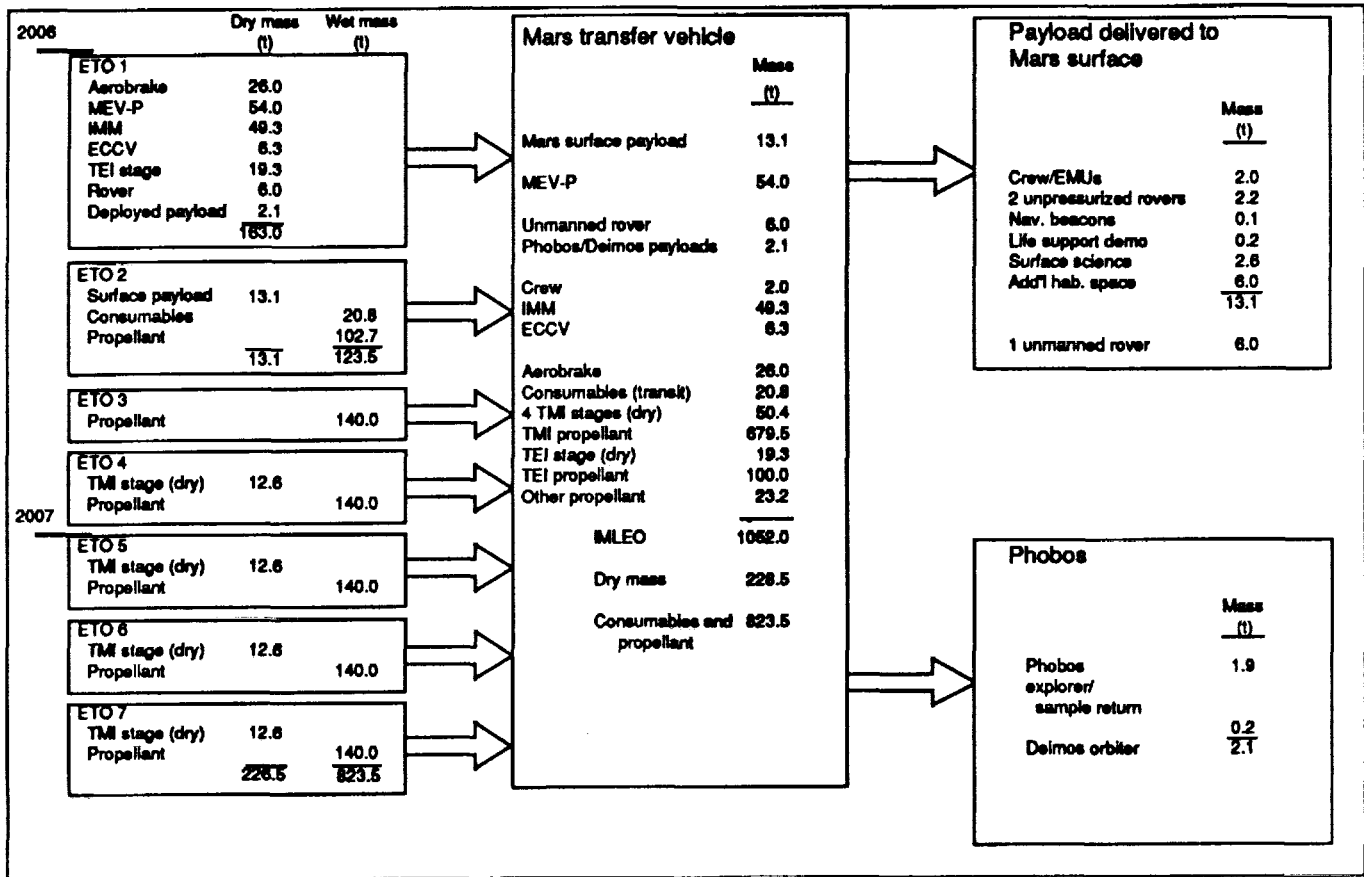 2006
Dry mass Wet mass
(t) (t)
ETO 1
Aerobrake 26.0
MEV-P 54.0
IMM 49.3
ECCV 6.3
TEI stage 19.3
Rover 6.0
Deployed payload 2.1
163.0
ETO 2
Surface payload 13.1
Consumables 20.8
Propellant 102.7
13.1 123.5
ETO 3
Propellant 140.0
ETO 4
TMI stage (dry) 12.6
Propellant 140.0
2007
ETO 5
TMI stage (dry) 12.6
Propellant 140.0
ETO 6
TMI stage (dry) 12.6
Propellant 140.0
ETO 7
TMI stage (dry) 12.6
Propellant 140.0
226.5 823.5
Mars transfer vehicle
Mass
(t)
Mars surface payload 13.1
MEV-P 54.0
Unmanned rover 6.0
Phobos/Deimos payloads 2.1
Crew 2.0
IMM 49.3
ECCV 6.3
Aerobrake 26.0
Consumables (transit) 20.8
4 TMI stages (dry) 50.4
TMI propellant 679.5
TEI stage (dry) 19.3
TEI propellant 100.0
Other propellant 23.2
IMLEO 1052.0
Dry mass 228.5
Consumables and 823.5
propellant
Payload delivered to
Mars surface
Mass
(t)
Crew/EMUs 2.0
2 unpressurized rovers 2.2
Nav. beacons 0.1
Life support demo 0.2
Surface science 2.6
Add'l hab. space 6.0
13.1
1 unmanned rover 6.0
Phobos
Mass
(t)
Phobos 1.9
explorer/
sample return
0.2
Deimos orbiter 2.1